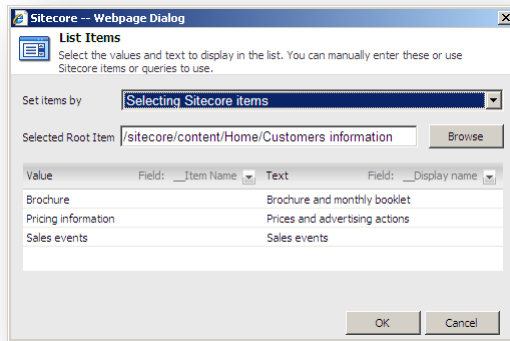 Sitecore -- Webpage Dialog
List Items
Select the values and text to display in the list. You can manually enter these or use
Sitecore items or queries to use.
Set items by Selecting Sitecore items
Selected Root Item /sitecore/content/Home/Customers information Browse
Value Field: __Item Name Text Field: __Display name
Brochure Brochure and monthly booklet
Pricing information Prices and advertising actions
Sales events Sales events
OK Cancel